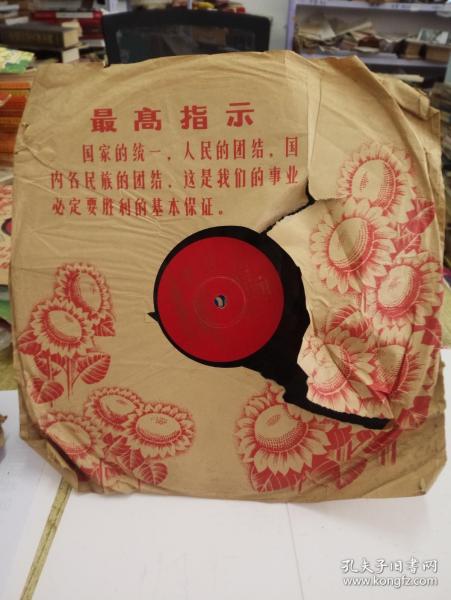 最高指示
国家的统一，人民的团结，国
内各民族的团结，这是我们的事业
必定要胜利的基本保证。
孔夫子旧书网
www.kongfz.com